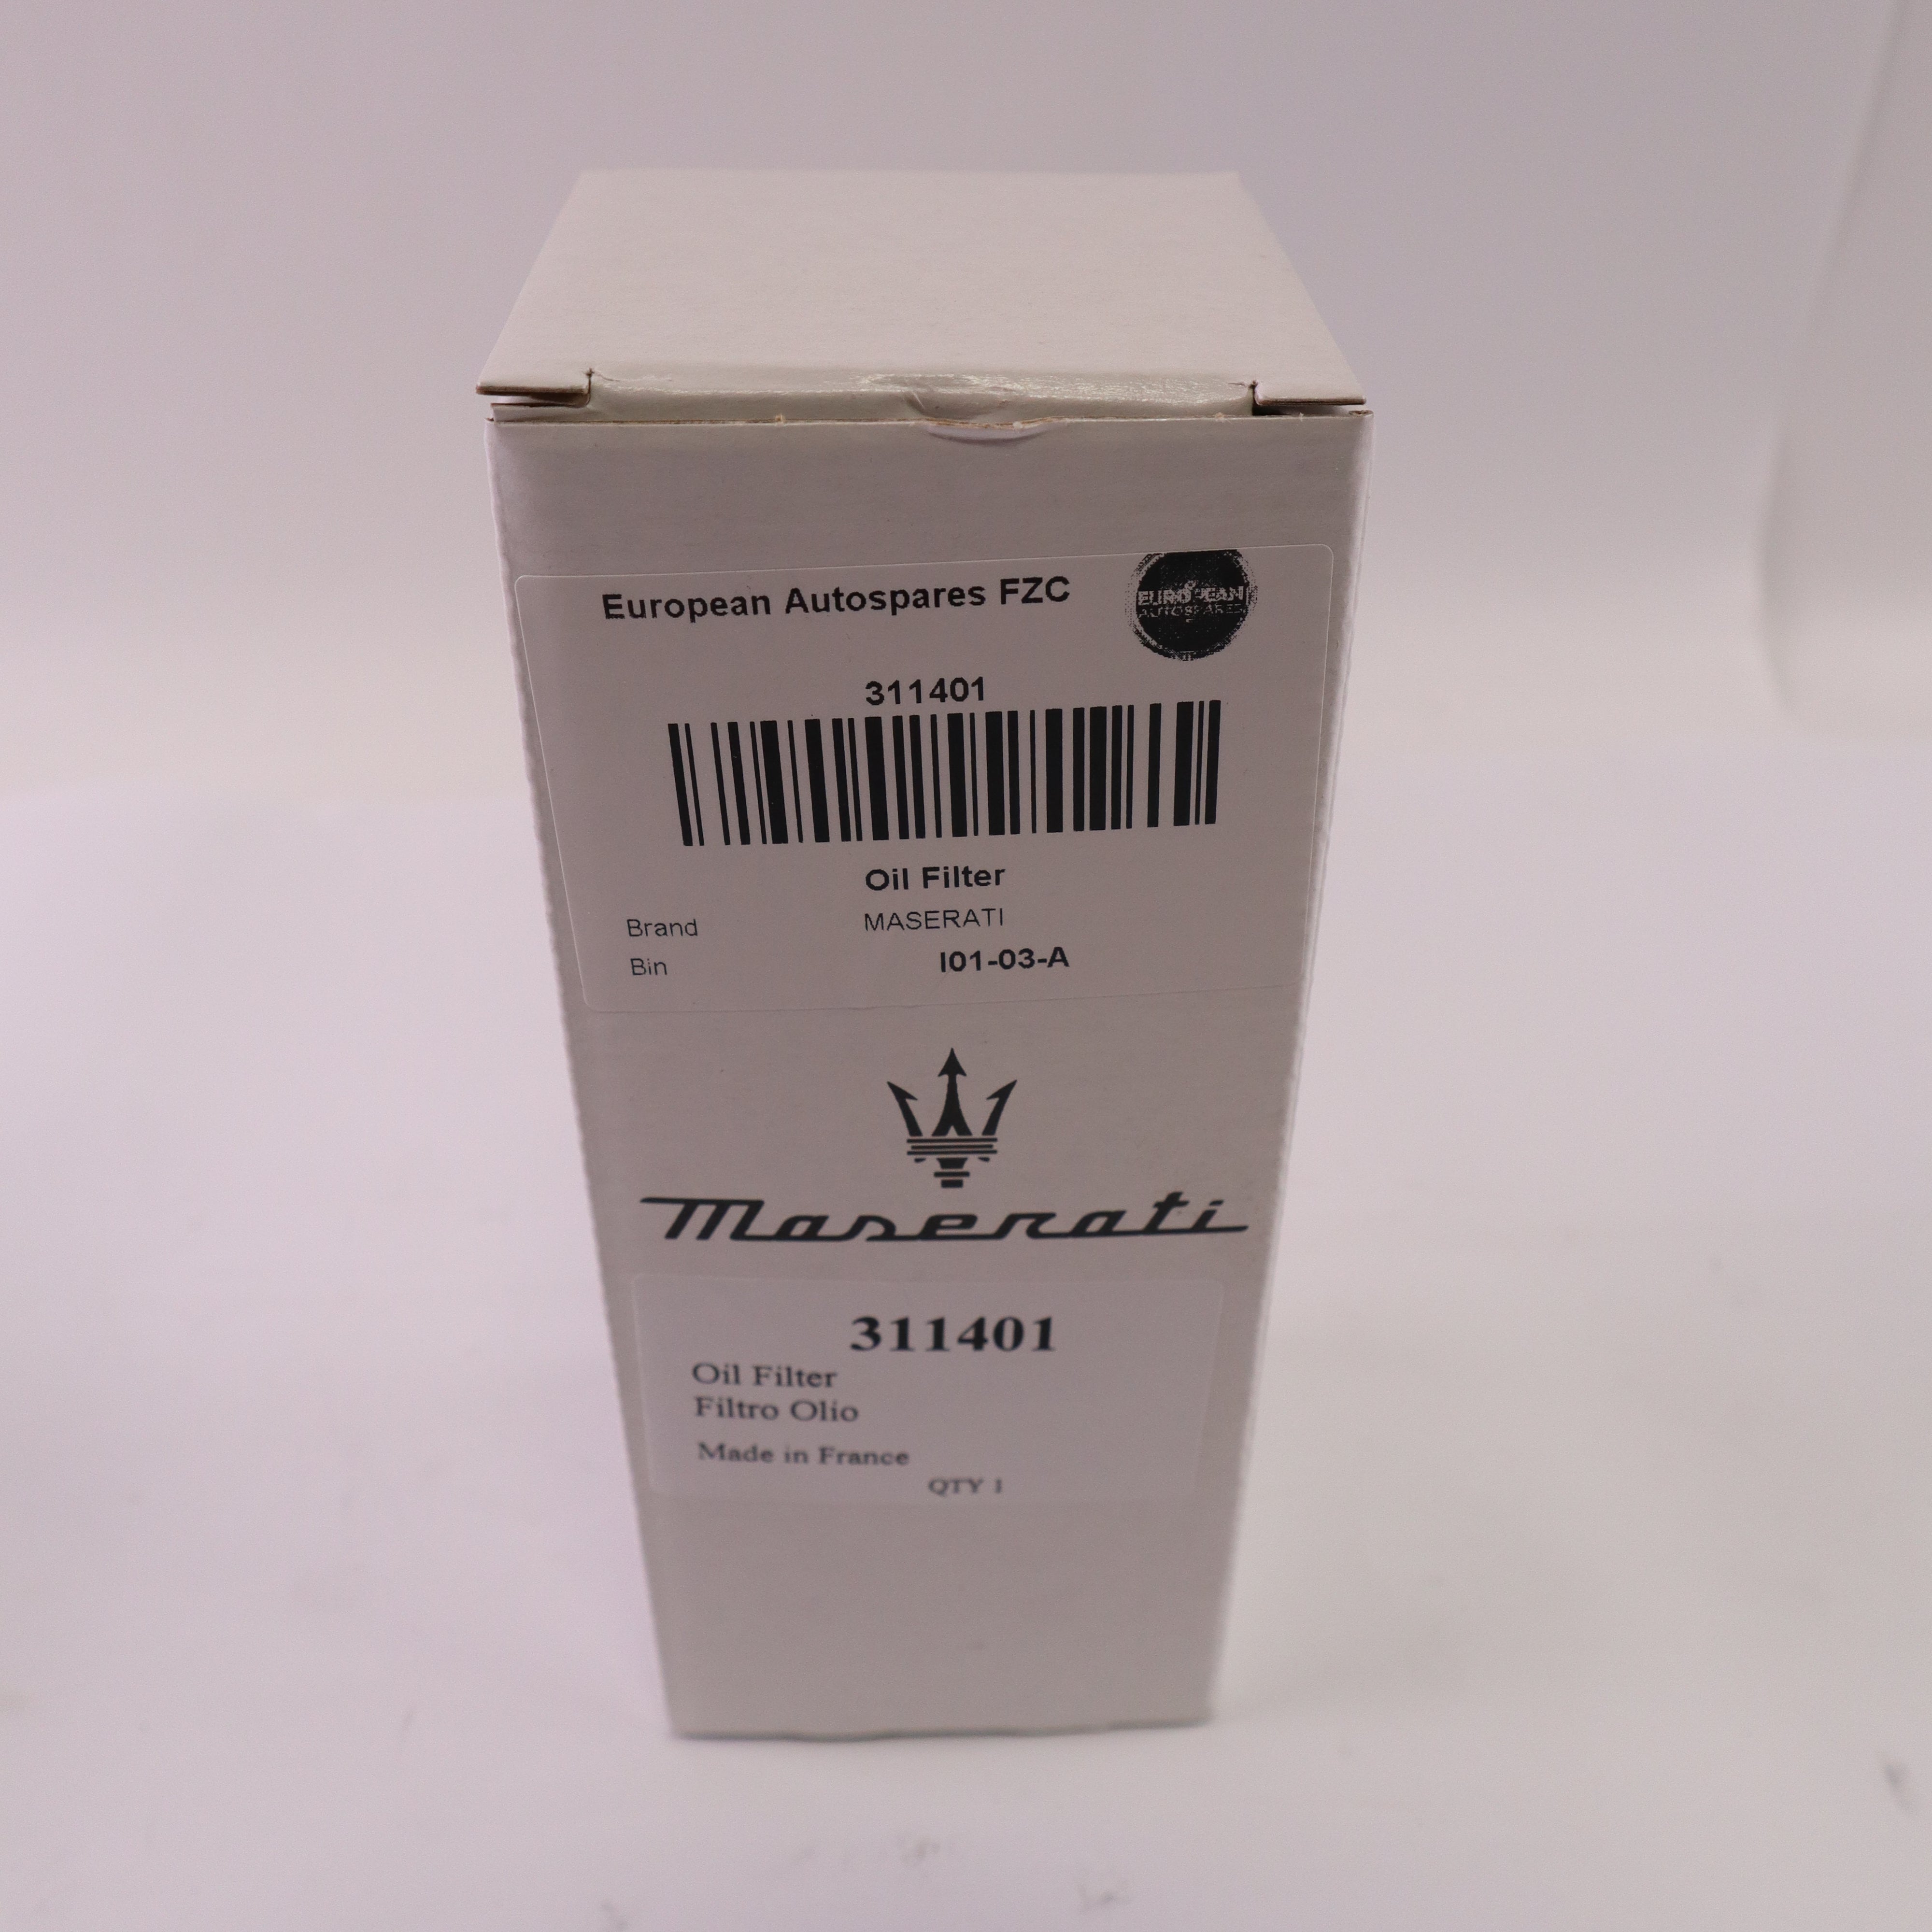 European Autospares FZC
EUROPEAN
AUTOSPARES
311401
Oil Filter
Brand MASERATI
Bin I01-03-A
Maserati
311401
Oil Filter
Filtro Olio
Made in France
QTY 1